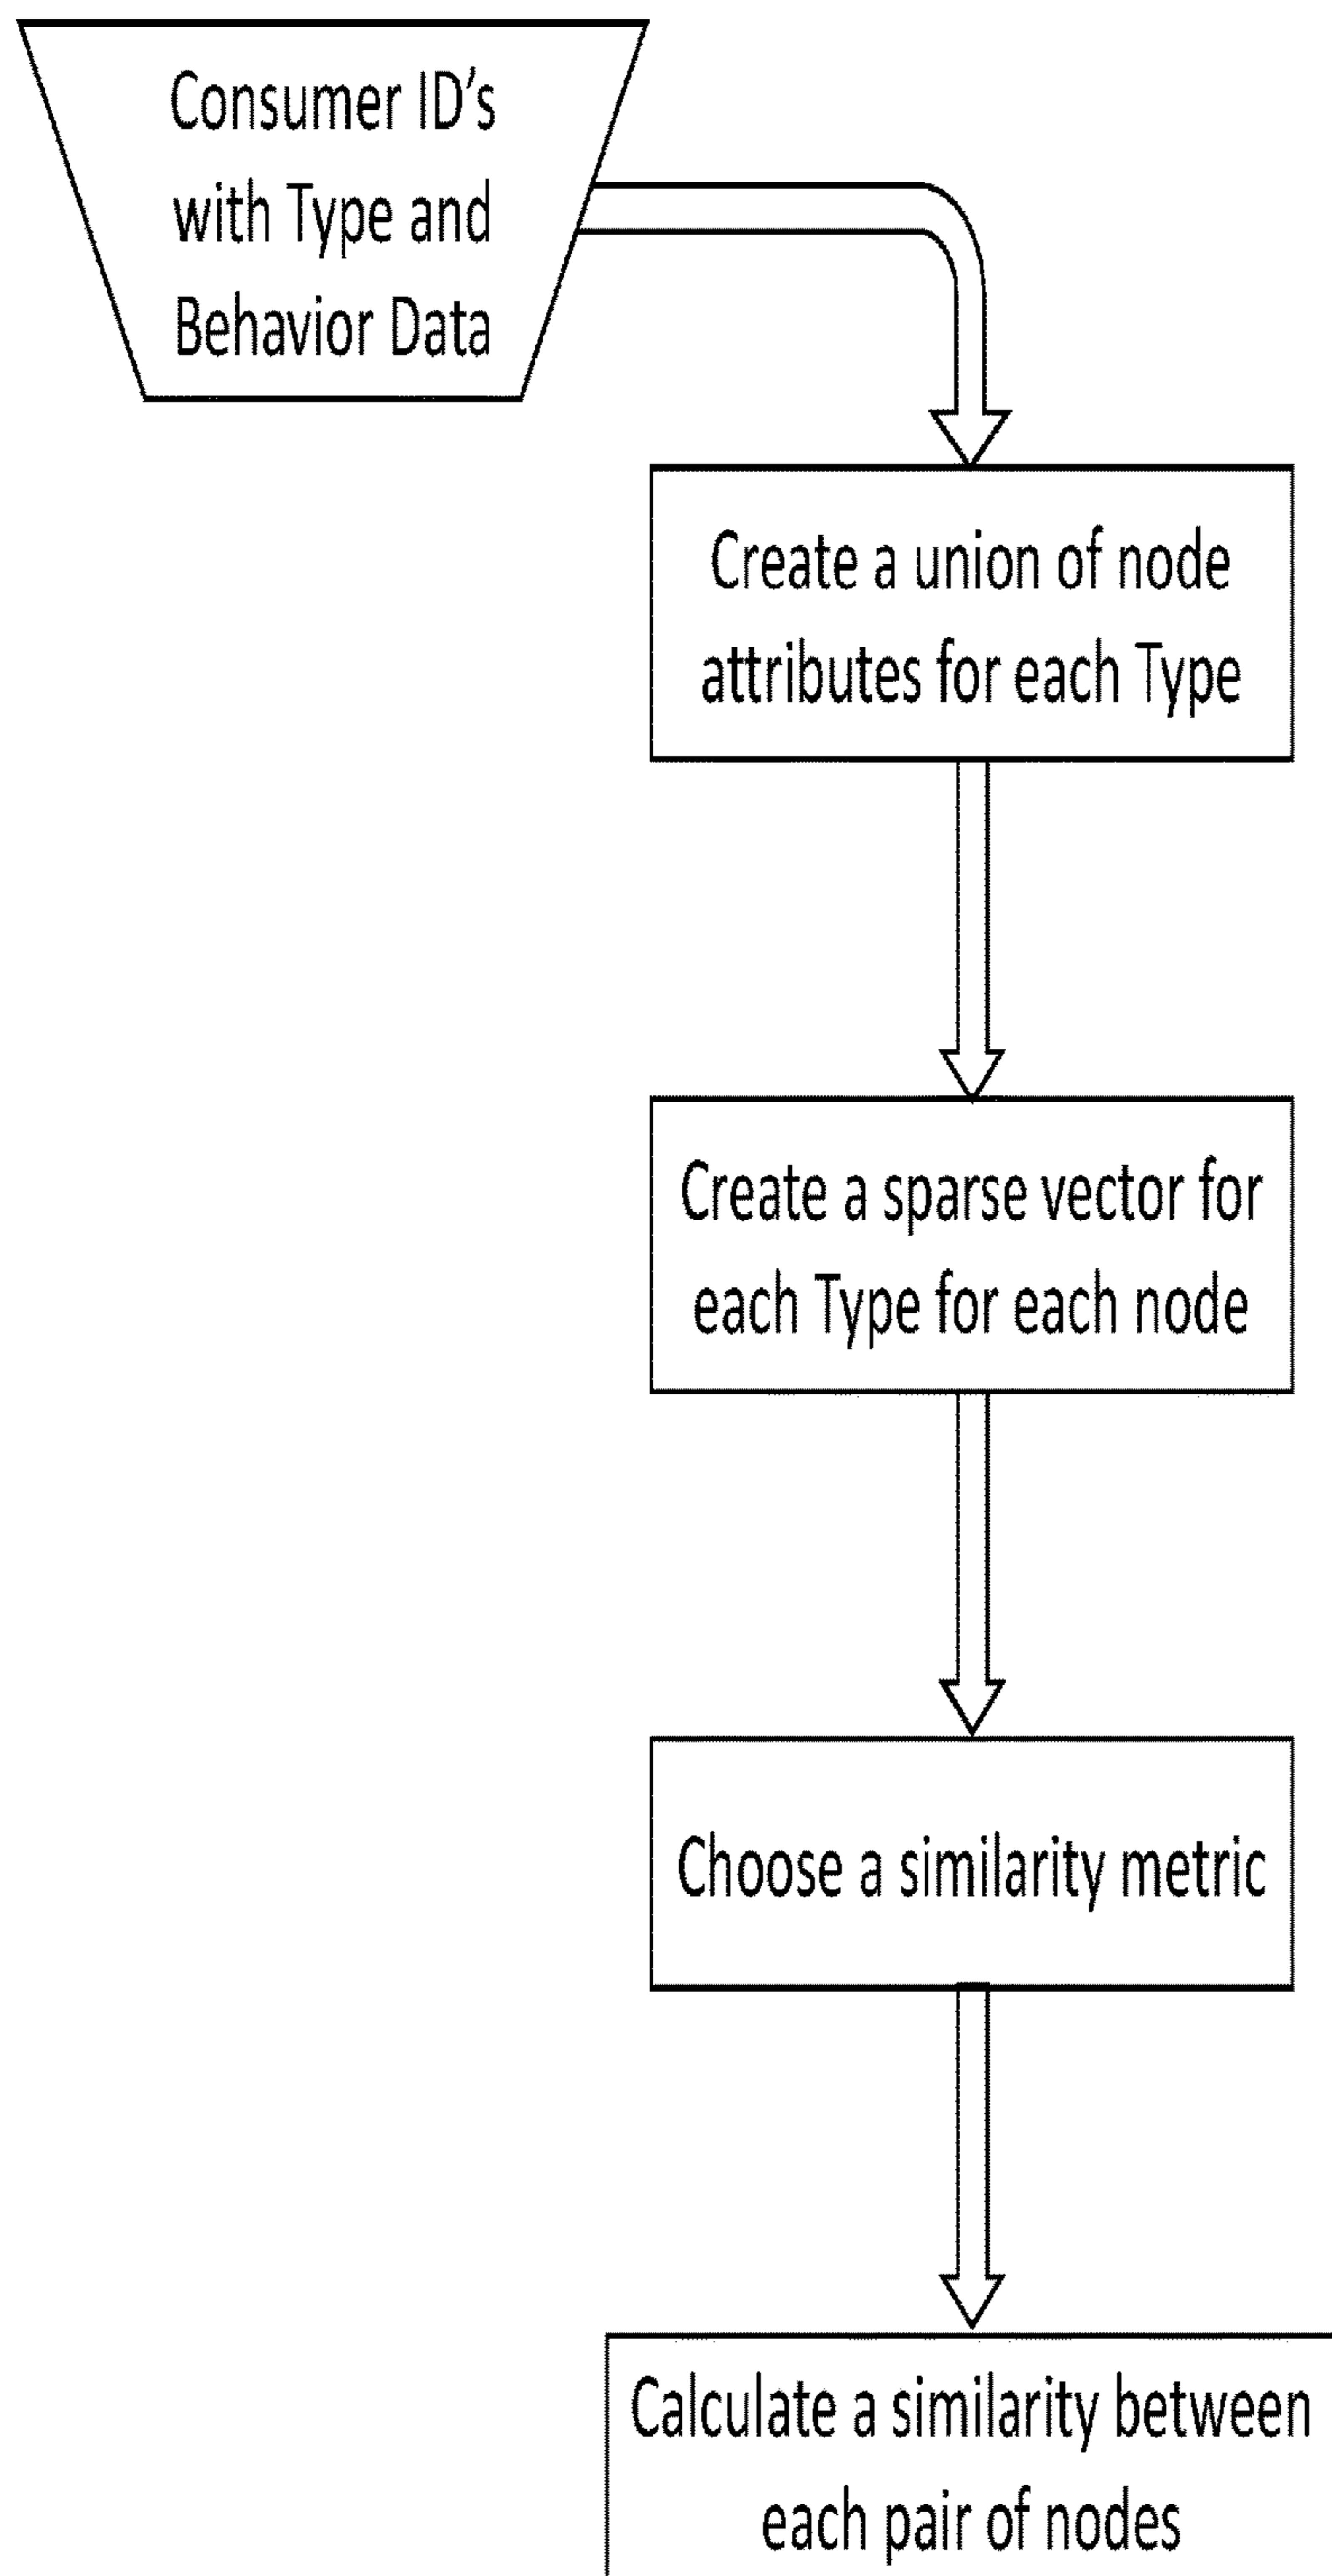 Consumer ID's
with Type and
Behavior Data
Create a union of node
attributes for each Type
Create a sparse vector for
each Type for each node
Choose a similarity metric
Calculate a similarity between
each pair of nodes